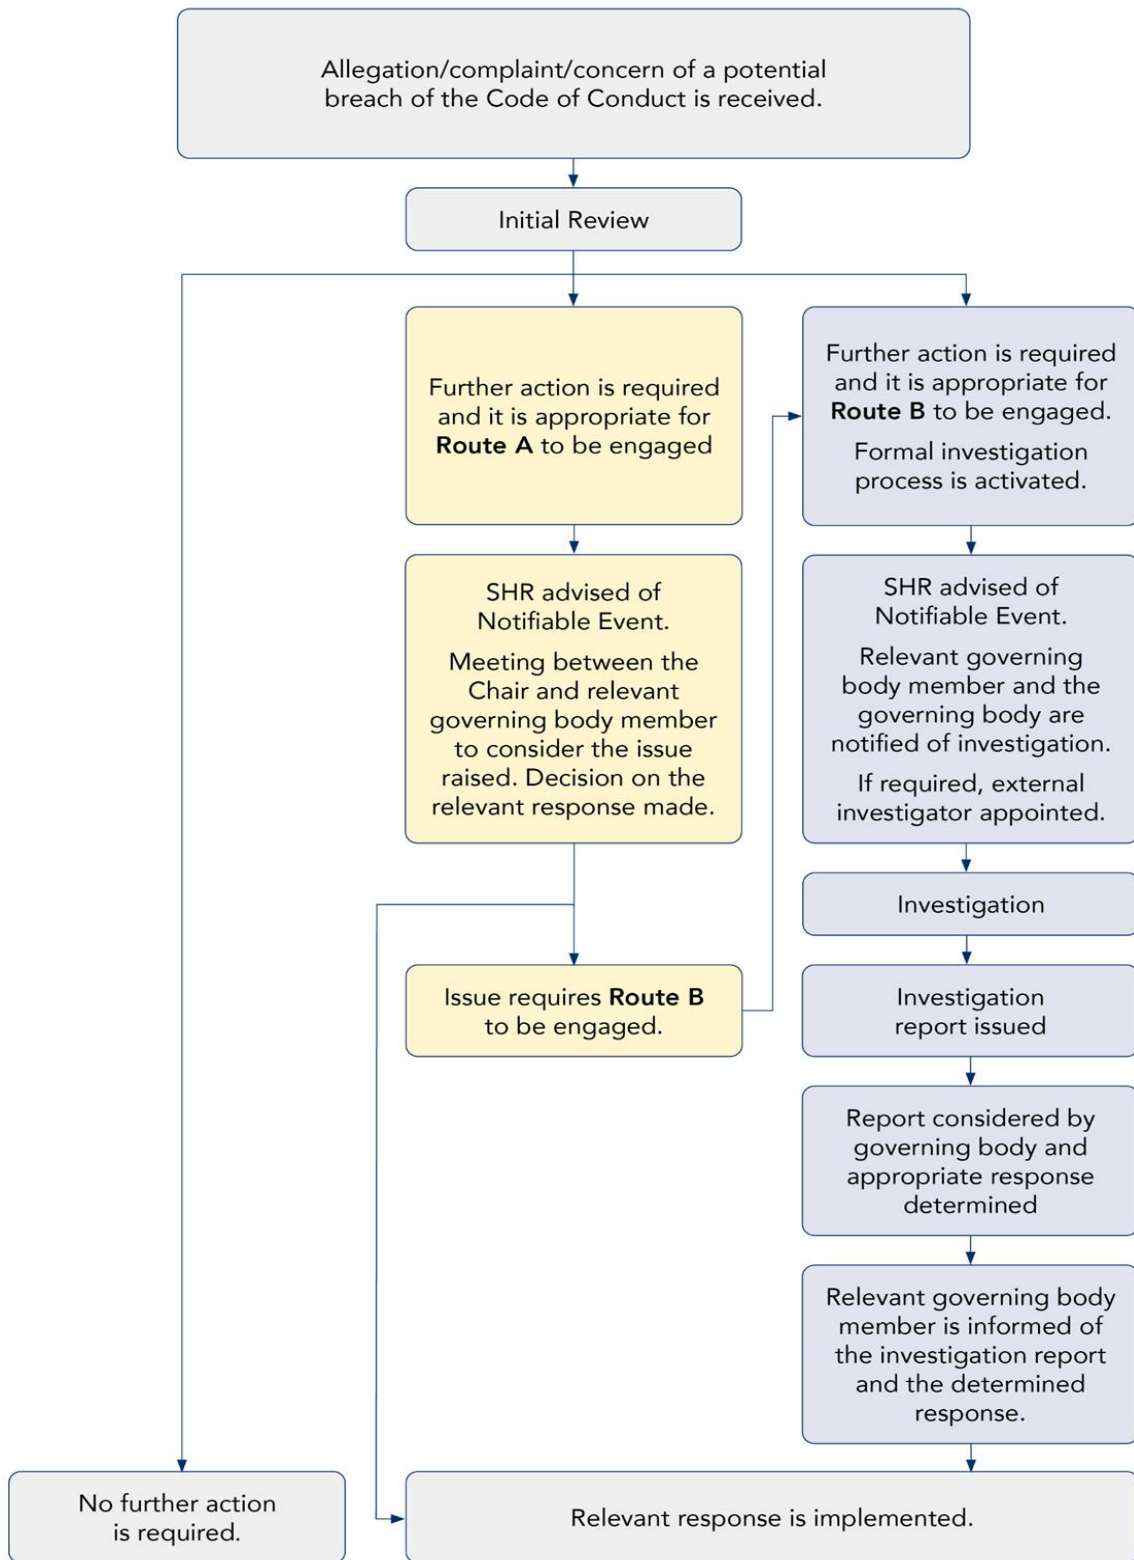 Allegation/complaint/concern of a potential
breach of the Code of Conduct is received.
Initial Review
Further action is required
and it is appropriate for
Route A to be engaged
SHR advised of
Notifiable Event.
Meeting between the
Chair and relevant
governing body member
to consider the issue
raised. Decision on the
relevant response made.
Issue requires Route B
to be engaged.
Further action is required
and it is appropriate for
Route B to be engaged.
Formal investigation
process is activated.
SHR advised of
Notifiable Event.
Relevant governing
body member and the
governing body are
notified of investigation.
If required, external
investigator appointed.
Investigation
Investigation
report issued
Report considered by
governing body and
appropriate response
determined
Relevant governing body
member is informed of
the investigation report
and the determined
response.
No further action
is required.
Relevant response is implemented.